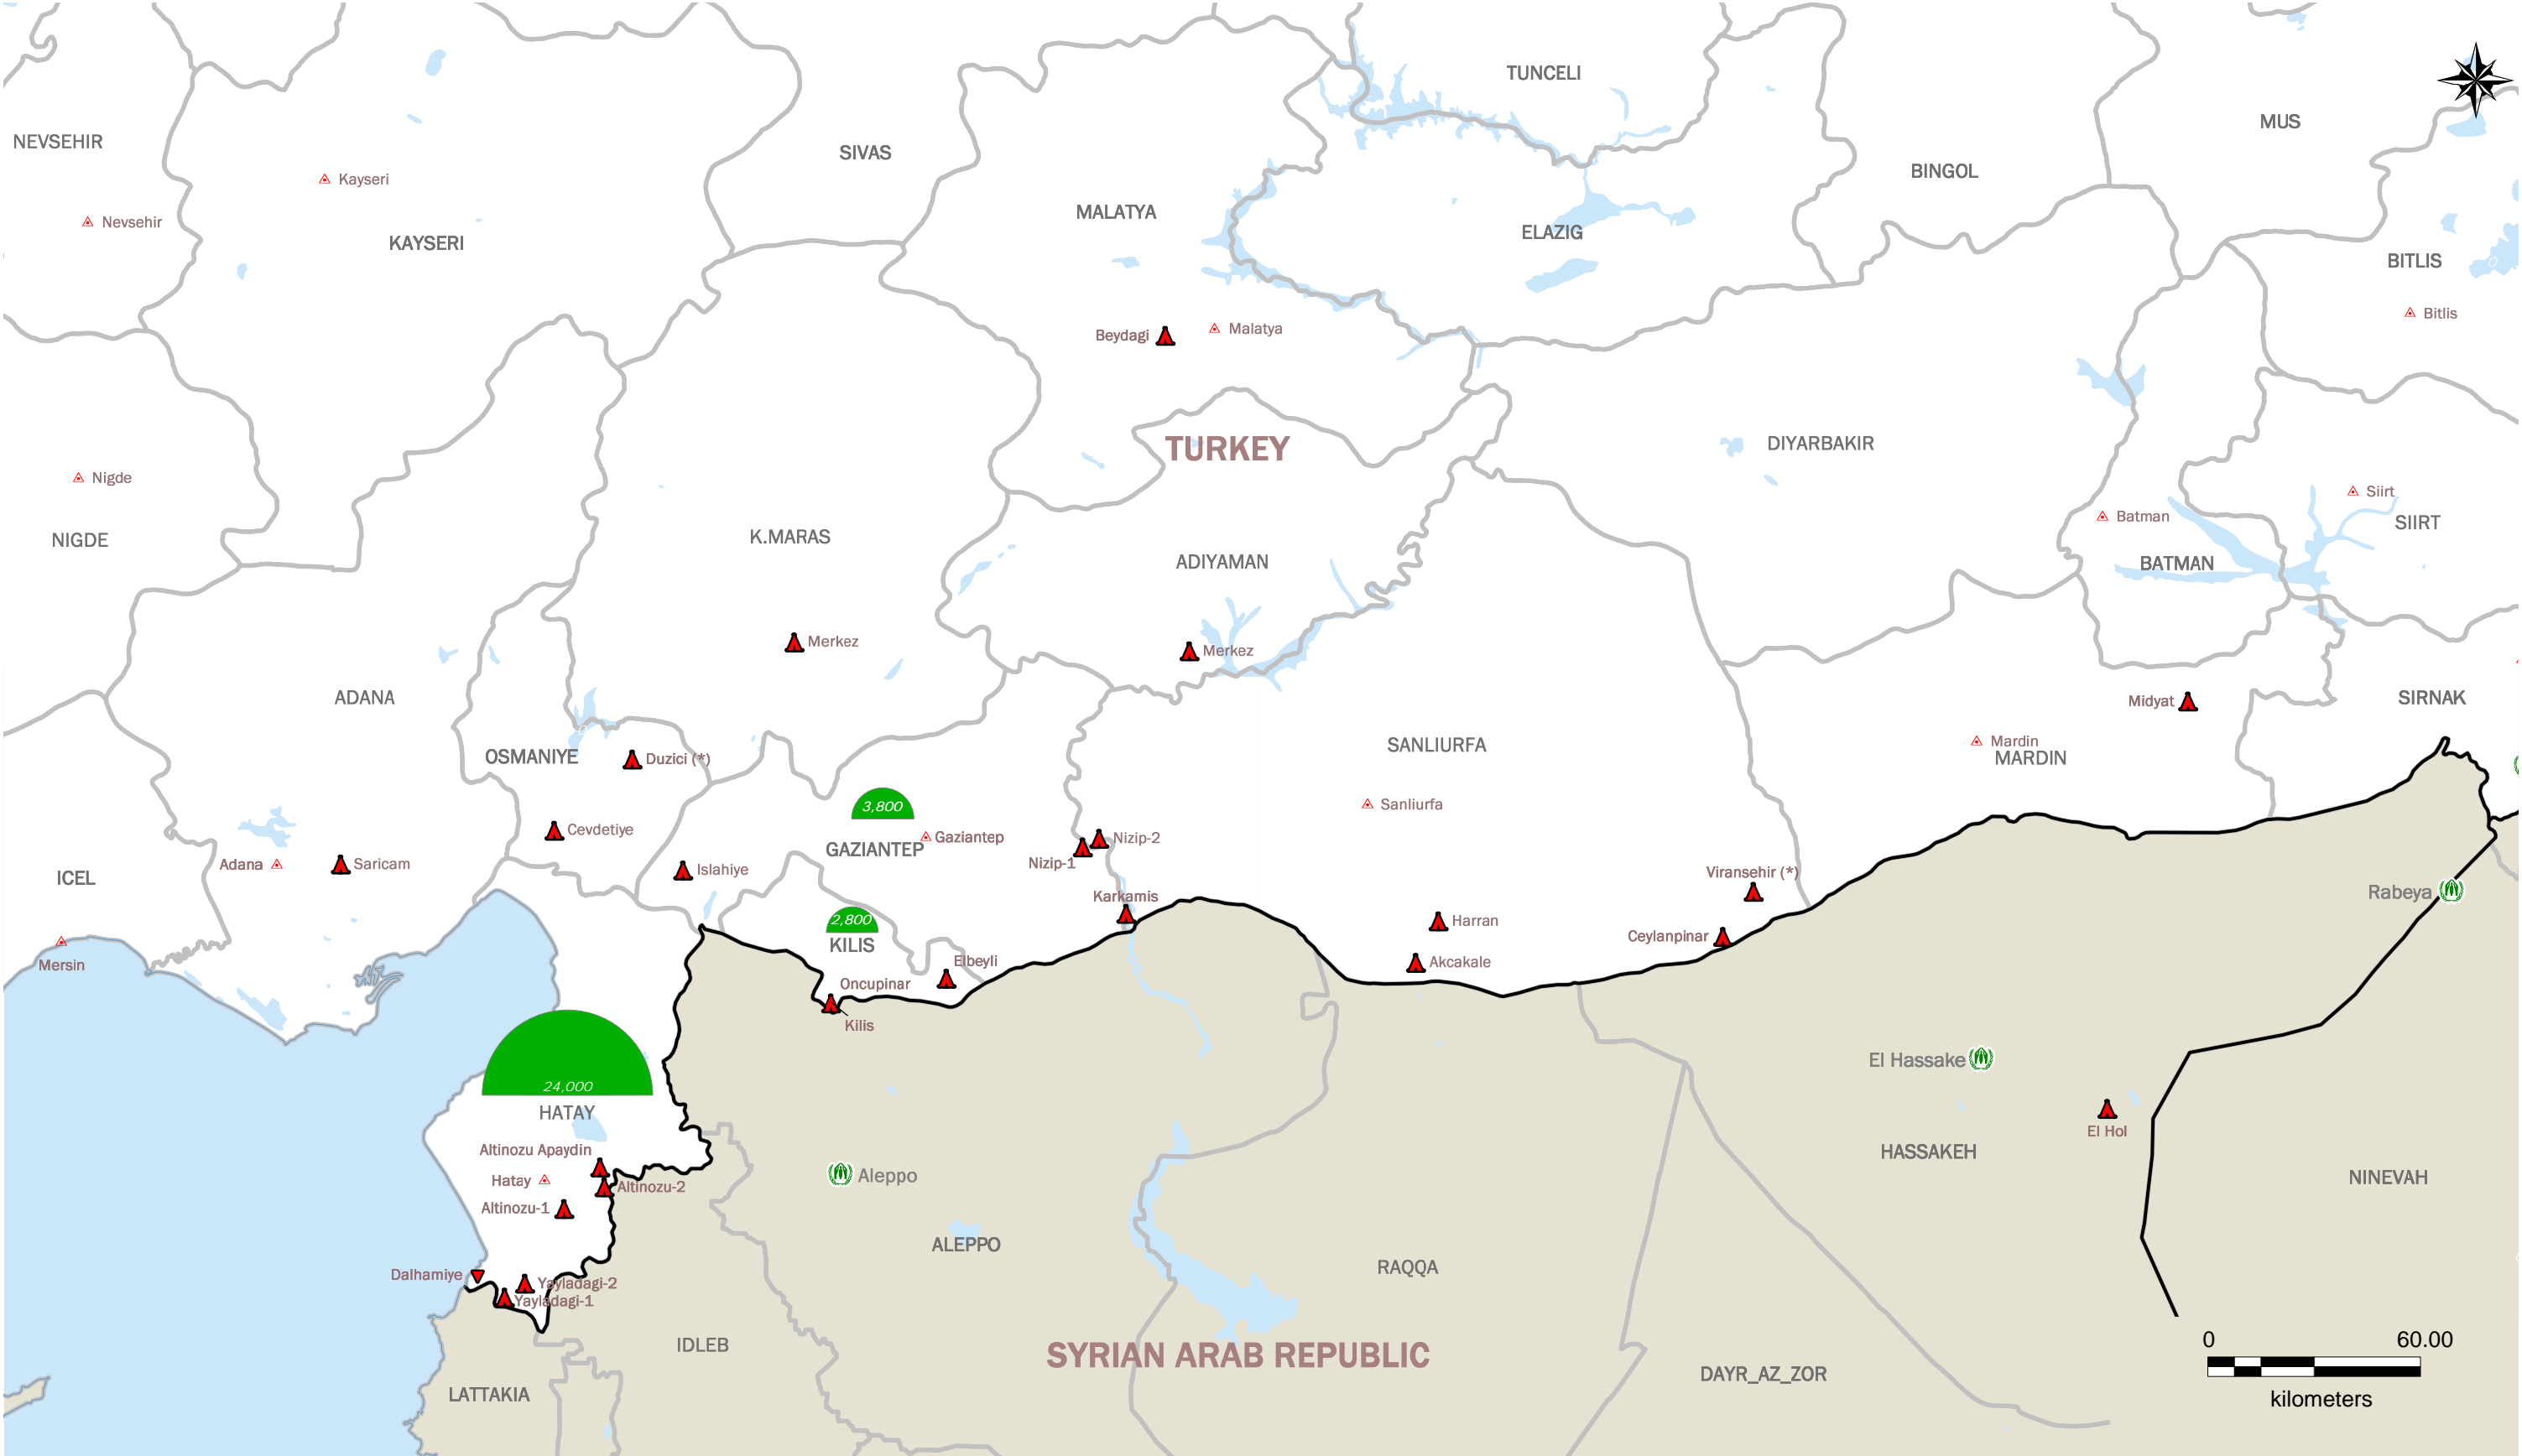 TUNCELI
MUS
NEVSEHIR
SIVAS
BINGOL
Kayseri
MALATYA
Nevsehir
ELAZIG
KAYSERI
BITLIS
0
Bitlis
Malatya
Beydagi
TURKEY
DIYARBAKIR
Nigde
Siirt
Batman
SIIRT
K.MARAS
NIGDE
ADIYAMAN
BATMAN
Merkez
Merkez
ADANA
SIRNAK
Midyat
0
Mardin
SANLIURFA
OSMANIYE
Duzici (*)
MARDIN
3,800
Sanliurfa
Cevdetiye
Gaziantep
Nizip-2
GAZIANTEP
Nizip-1
Adana
Saricam
Islahiye
Viransehir (*)
ICEL
Rabeya
Karkamis
2,800
Harran
KILIS
Ceylanpinar
Elbeyli
Akcakale
Mersin
Oncupinar
Kilis
El Hassake
24,000
HATAY
El Hol
Altinozu Apaydin
HASSAKEH
Aleppo
Hatay
Altinozu-2
NINEVAH
Altinozu-1
ALEPPO
RAQQA
Dalhamiye
Yayladagi-2
Yayladagi-1
0 60.00
IDLEB
SYRIAN ARAB REPUBLIC
DAYR_AZ_ZOR
LATTAKIA
kilometers